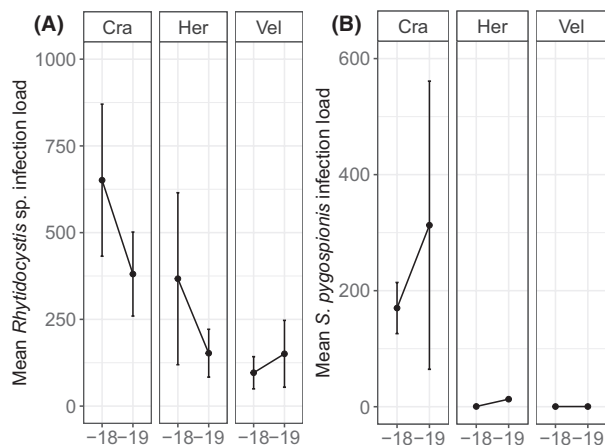 (A)
Cra Her Vel
Mean Rhytidocystis sp. infection load
1000
750
500
250
0
−18−19 −18−19 −18−19
(B)
Cra Her Vel
Mean S. pygospionis infection load
600
400
200
0
−18−19 −18−19 −18−19